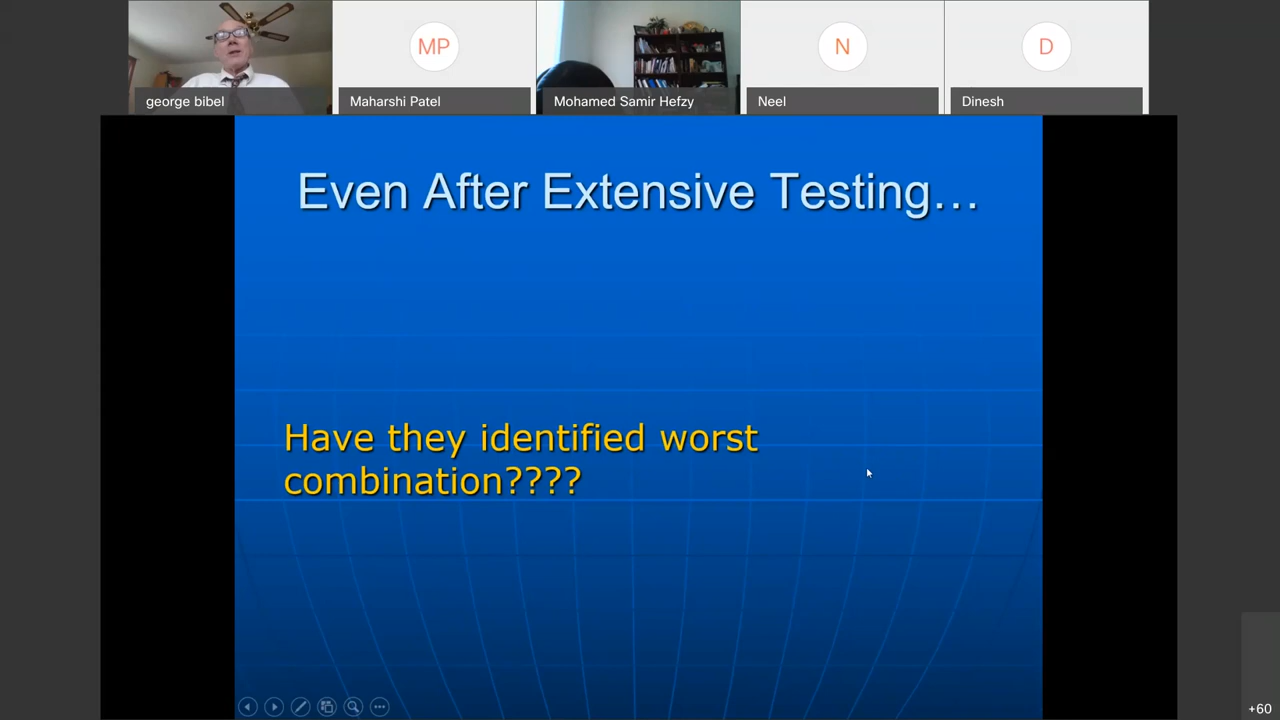 MP
N
D
george bibel
Maharshi Patel
Mohamed Samir Hefzy
Neel
Dinesh
Even After Extensive Testing…
Have they identified worst
combination????
+60